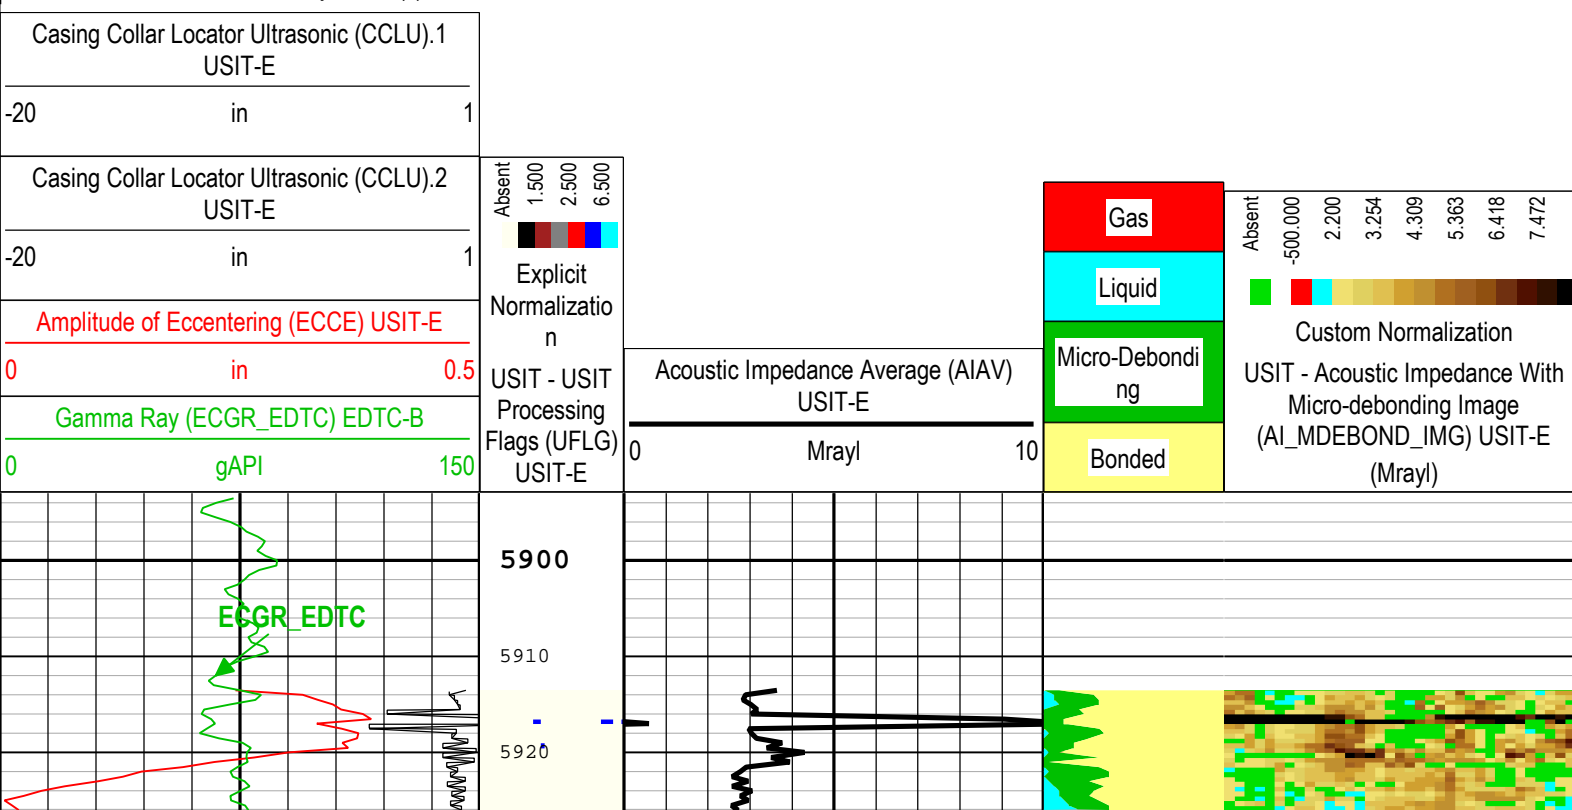 Casing Collar Locator Ultrasonic (CCLU).1
USIT-E
-20 in 1
Casing Collar Locator Ultrasonic (CCLU).2
USIT-E
-20 in 1
Amplitude of Eccentering (ECCE) USIT-E
0 in 0.5
Gamma Ray (ECGR_EDTC) EDTC-B
0 gAPI 150
Absent
1.500
2.500
6.500
Explicit
Normalizatio
n
USIT - USIT
Processing
Flags (UFLG)
USIT-E
Acoustic Impedance Average (AIAV)
USIT-E
0 Mrayl 10
Gas
Liquid
Micro-Debondi
ng
Bonded
Absent
-500.000
2.200
3.254
4.309
5.363
6.418
7.472
Custom Normalization
USIT - Acoustic Impedance With
Micro-debonding Image
(AI_MDEBOND_IMG) USIT-E
(Mrayl)
5900
ECGR_EDTC
5910
5920